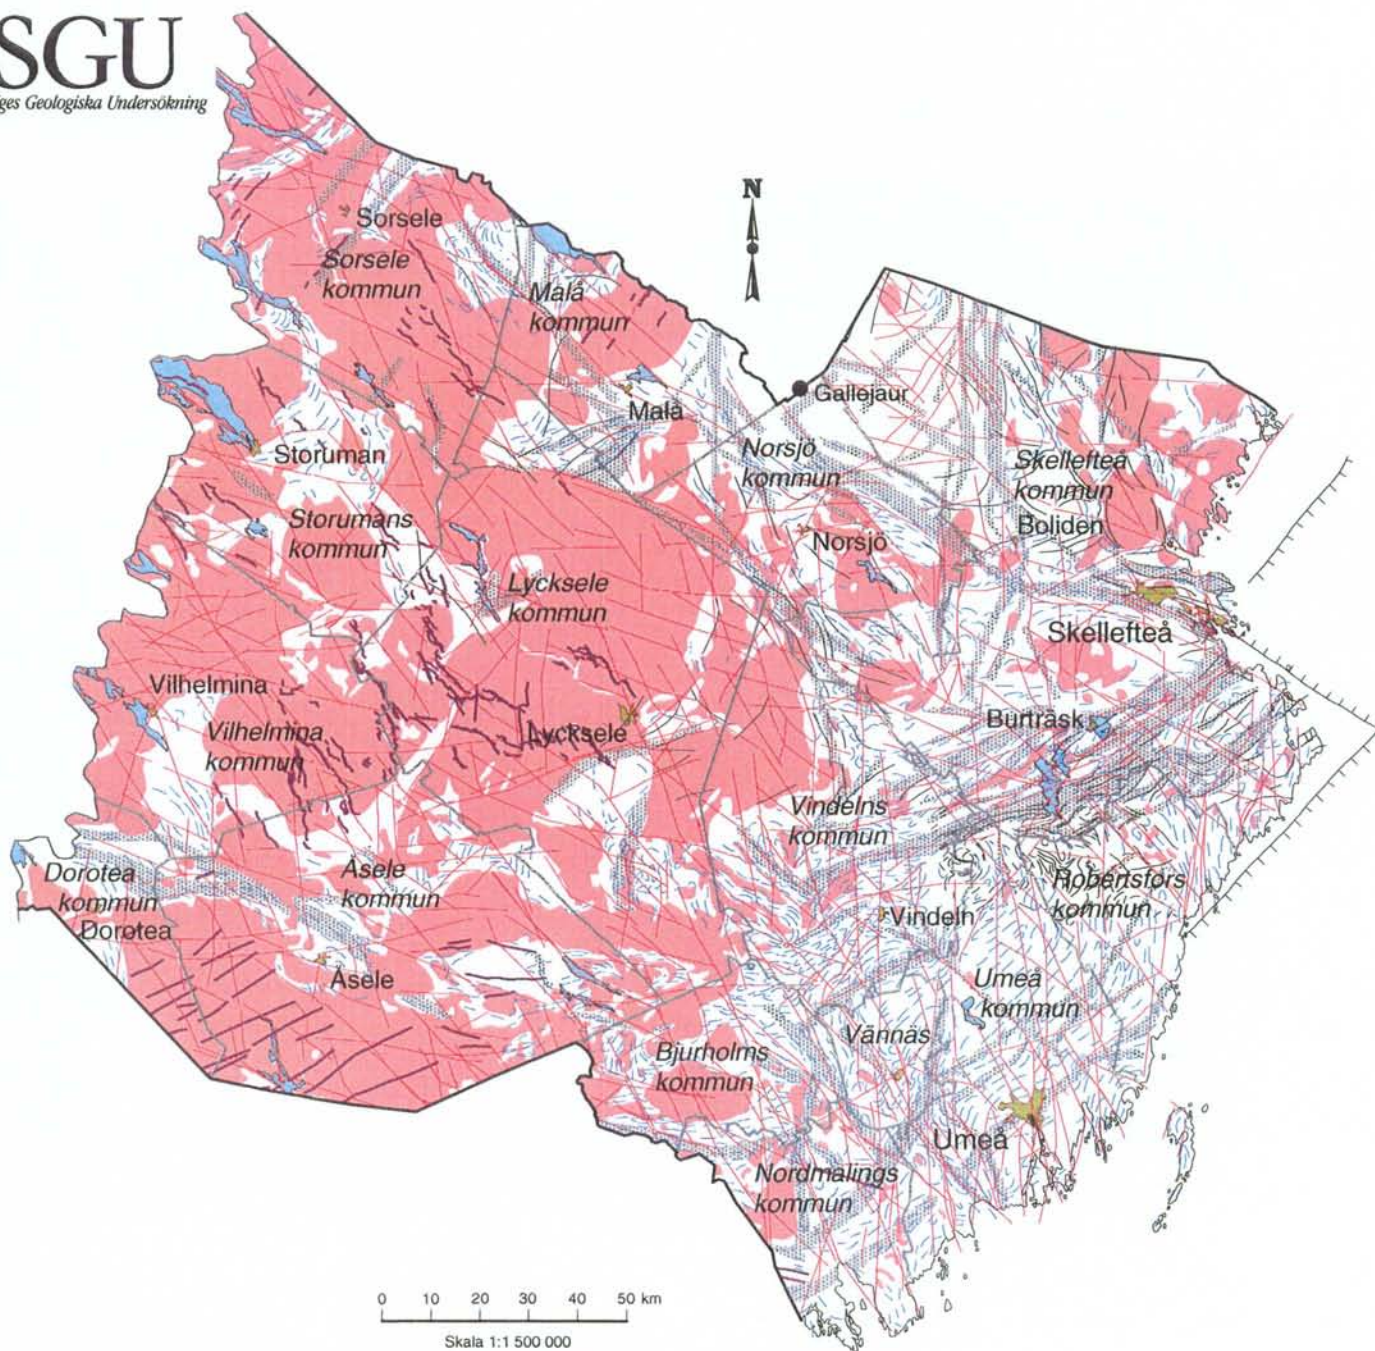 SGU
ges Geologiska Undersökning
N
Sorsele
Sorsele
kommun
Malå
kommun
Gallejaur
Malå
Norsjö
kommun
Storuman
Skellefteå
kommun
Boliden
Storumans
kommun
Norsjö
Lycksele
kommun
Skellefteå
Vilhelmina
Burträsk
Vilhelmina
kommun
Lycksele
Vindelns
kommun
Dorotea
kommun
Åsele
kommun
Robertsfors
kommun
Dorotea
Vindeln
Åsele
Umeå
kommun
Vännäs
Bjurholms
kommun
Umeå
Nordmalings
kommun
0 10 20 30 40 50 km
Skala 1:1 500 000